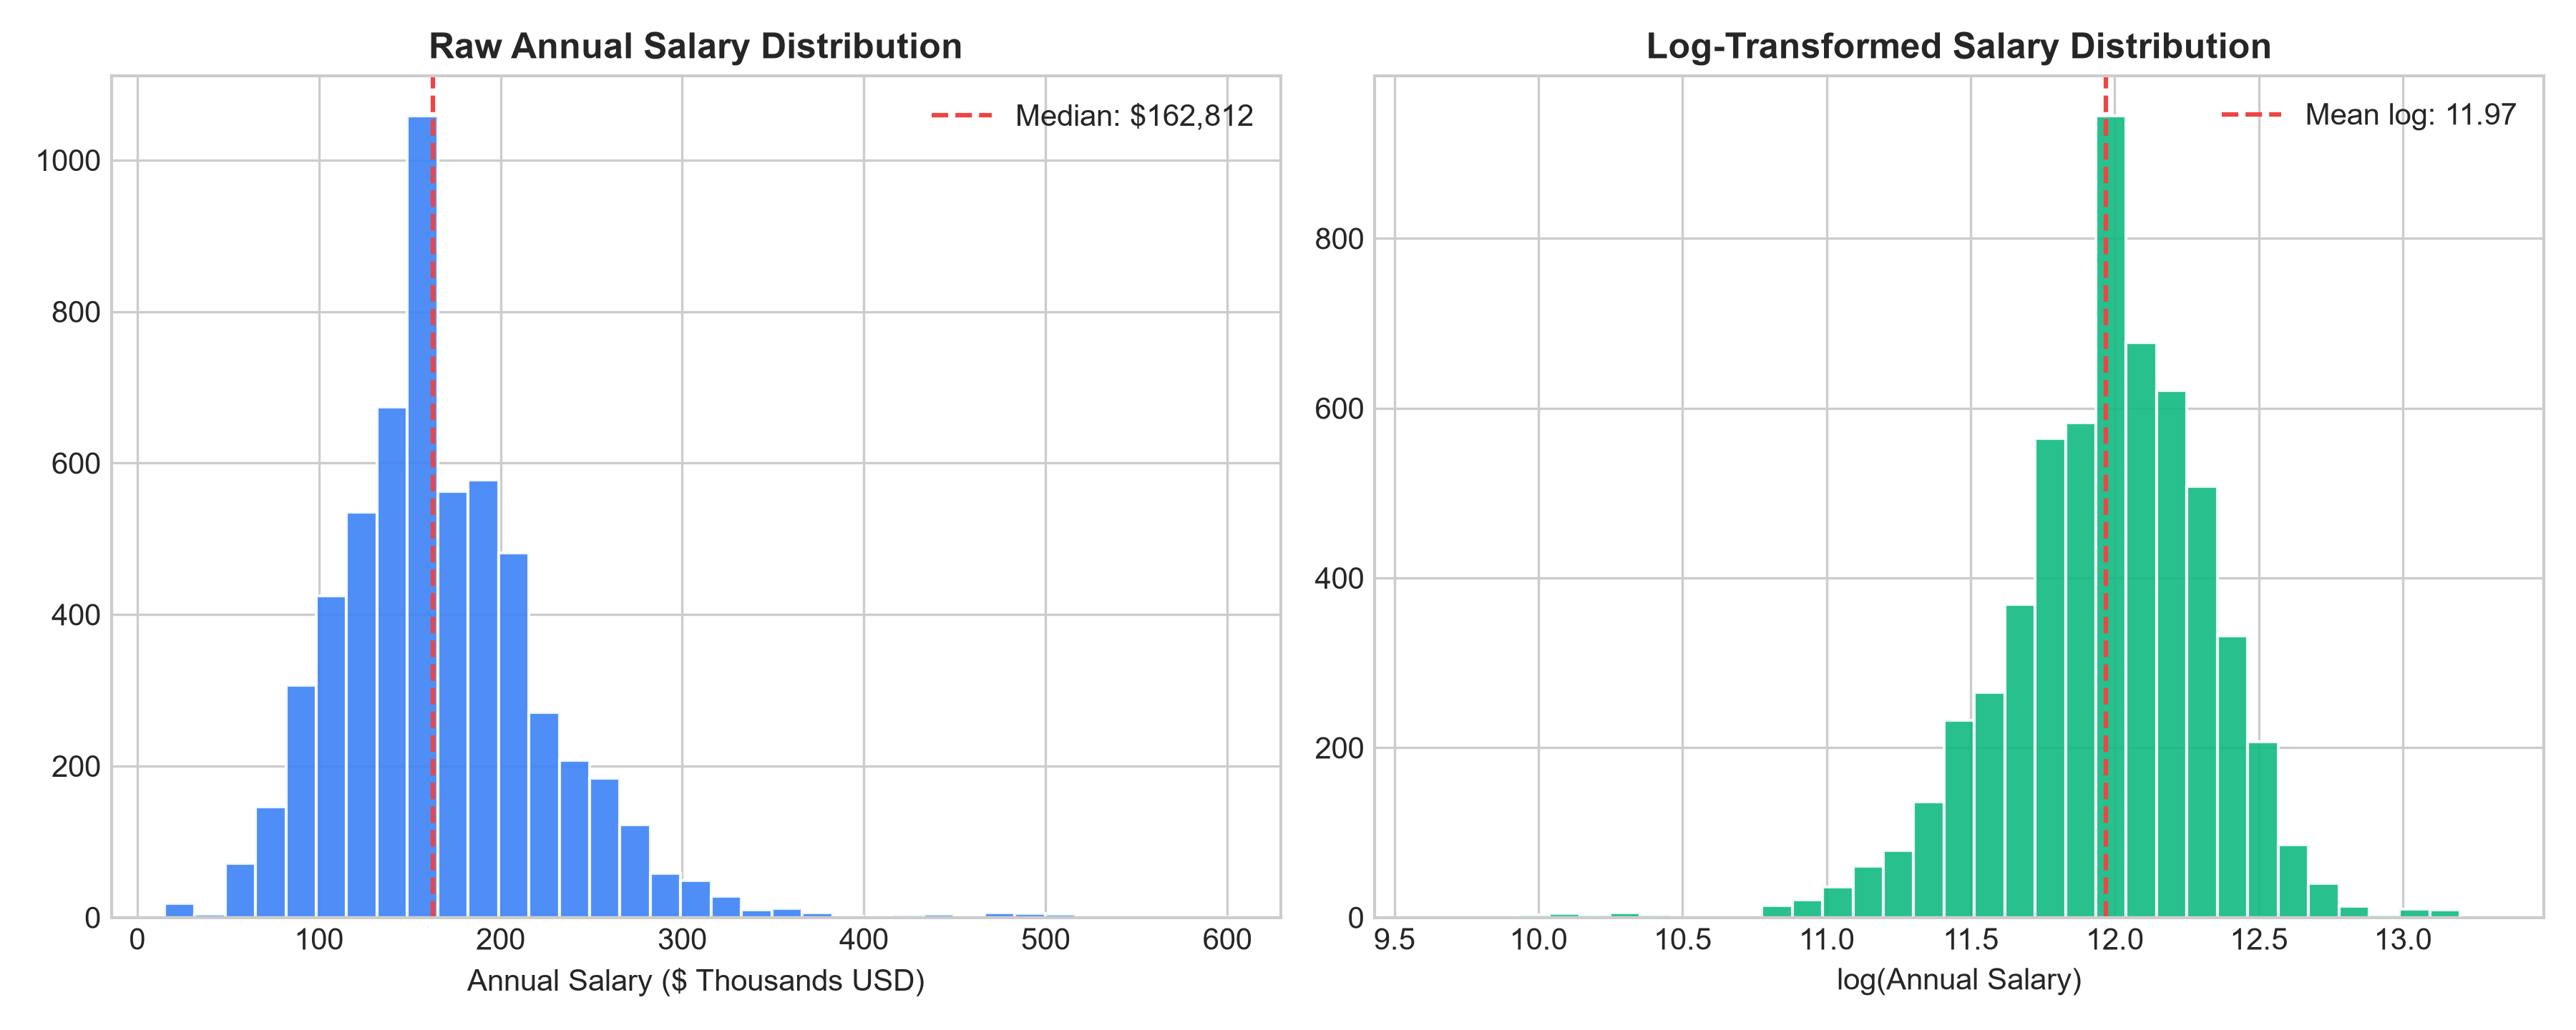 Raw Annual Salary Distribution
Median: $162,812
1000
800
600
400
200
0
0 100 200 300 400 500 600
Annual Salary ($ Thousands USD)
Log-Transformed Salary Distribution
Mean log: 11.97
800
600
400
200
0
9.5 10.0 10.5 11.0 11.5 12.0 12.5 13.0
log(Annual Salary)